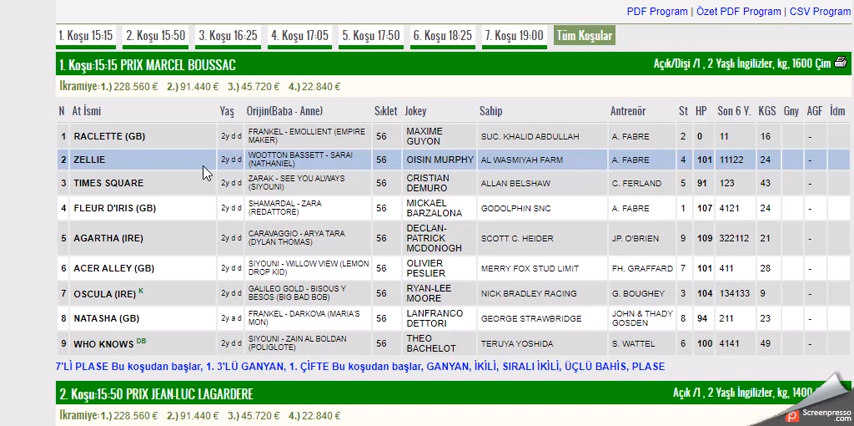 PDF Program | Özet PDF Program | CSV Program
1. Koşu 15:15 2. Koşu 15:50 3. Koşu 16:25 4. Koşu 17:05 5. Koşu 17:50 6. Koşu 18:25 7. Koşu 19:00 Tüm Koşular
1. Koşu:15:15 PRIX MARCEL BOUSSAC Açık/Dişi /1 , 2 Yaşlı İngilizler, kg, 1600 Çim
İkramiye:1.) 228.560 € 2.) 91.440 € 3.) 45.720 € 4.) 22.840 €
N At İsmi Yaş Orijin(Baba - Anne) Sıklet Jokey Sahip Antrenör St HP Son 6 Y. KGS Gny AGF İdm
1 RACLETTE (GB) 2y d d FRANKEL - EMOLLIENT (EMPIRE MAKER) 56 MAXIME GUYON SUC. KHALID ABDULLAH A. FABRE 2 0 11 16 -
2 ZELLIE 2y d d WOOTTON BASSETT - SARAI (NATHANIEL) 56 OISIN MURPHY AL WASMIYAH FARM A. FABRE 4 101 11122 24 -
3 TIMES SQUARE 2y d d ZARAK - SEE YOU ALWAYS (SIYOUNI) 56 CRISTIAN DEMURO ALLAN BELSHAW C. FERLAND 5 91 123 43 -
4 FLEUR D'IRIS (GB) 2y d d SHAMARDAL - ZARA (REDATTORE) 56 MICKAEL BARZALONA GODOLPHIN SNC A. FABRE 1 107 4121 24 -
5 AGARTHA (IRE) 2y d d CARAVAGGIO - ARYA TARA (DYLAN THOMAS) 56 DECLAN-PATRICK MCDONOGH SCOTT C. HEIDER JP. O'BRIEN 9 109 322112 21 -
6 ACER ALLEY (GB) 2y d d SIYOUNI - WILLOW VIEW (LEMON DROP KID) 56 OLIVIER PESLIER MERRY FOX STUD LIMIT FH. GRAFFARD 7 101 411 28 -
7 OSCULA (IRE) K 2y d d GALILEO GOLD - BISOUS Y BESOS (BIG BAD BOB) 56 RYAN-LEE MOORE NICK BRADLEY RACING G. BOUGHEY 3 104 134133 9 -
8 NATASHA (GB) 2y a d FRANKEL - DARKOVA (MARIA'S MON) 56 LANFRANCO DETTORI GEORGE STRAWBRIDGE JOHN & THADY GOSDEN 8 94 211 23 -
9 WHO KNOWS DB 2y d d SIYOUNI - ZAIN AL BOLDAN (POLIGLOTE) 56 THEO BACHELOT TERUYA YOSHIDA S. WATTEL 6 100 4141 49 -
7'Lİ PLASE Bu koşudan başlar, 1. 3'LÜ GANYAN, 1. ÇİFTE Bu koşudan başlar, GANYAN, İKİLİ, SIRALI İKİLİ, ÜÇLÜ BAHİS, PLASE
2. Koşu:15:50 PRIX JEAN-LUC LAGARDERE Açık /1 , 2 Yaşlı İngilizler, kg, 1400
İkramiye:1.) 228.560 € 2.) 91.440 € 3.) 45.720 € 4.) 22.840 €
Screenpresso
.com